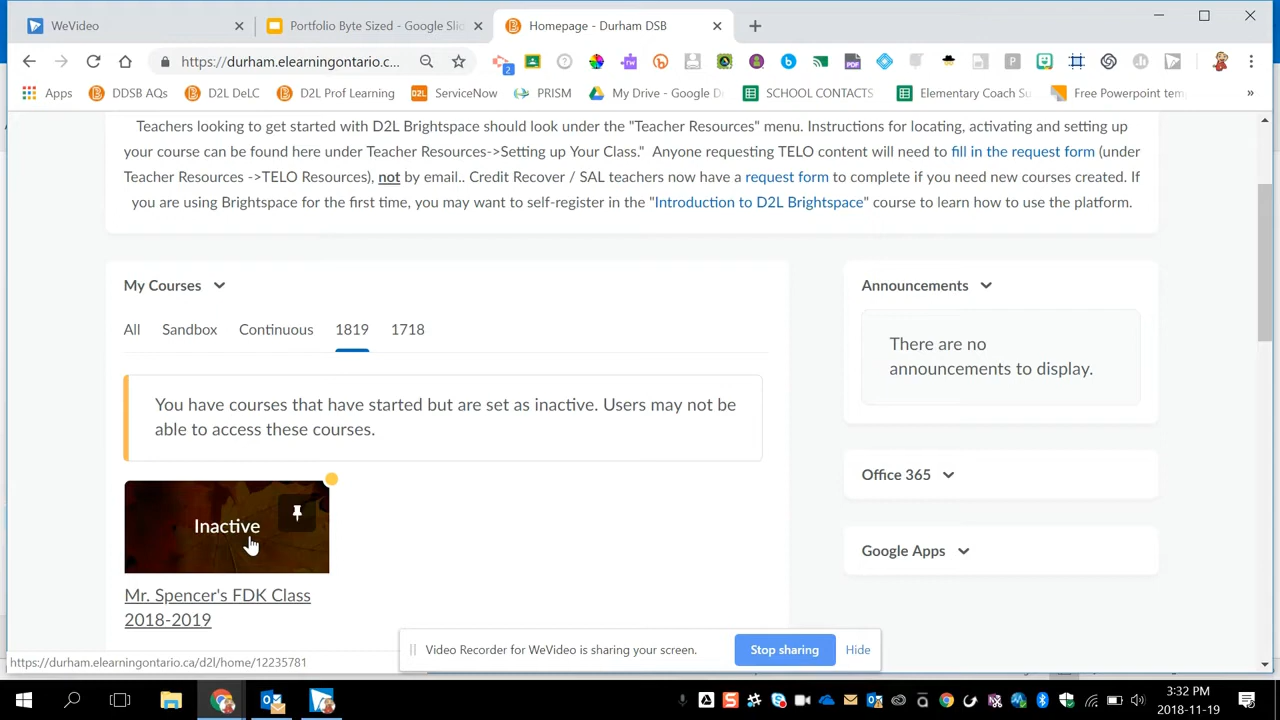 WeVideo
Portfolio Byte Sized - Google Slic
Homepage - Durham DSB
https://durham.elearningontario.c...
2
Apps
DDSB AQs
D2L DeLC
D2L Prof Learning
ServiceNow
PRISM
My Drive - Google D
SCHOOL CONTACTS
Elementary Coach Su
Free Powerpoint tem
»
Teachers looking to get started with D2L Brightspace should look under the "Teacher Resources" menu. Instructions for locating, activating and setting up
your course can be found here under Teacher Resources->Setting up Your Class." Anyone requesting TELO content will need to fill in the request form (under
Teacher Resources ->TELO Resources), not by email.. Credit Recover / SAL teachers now have a request form to complete if you need new courses created. If
you are using Brightspace for the first time, you may want to self-register in the "Introduction to D2L Brightspace" course to learn how to use the platform.
My Courses
All
Sandbox
Continuous
1819
1718
You have courses that have started but are set as inactive. Users may not be
able to access these courses.
Inactive
Mr. Spencer's FDK Class
2018-2019
Announcements
There are no
announcements to display.
Office 365
Google Apps
Video Recorder for WeVideo is sharing your screen.
Stop sharing
Hide
https://durham.elearningontario.ca/d2l/home/12235781
3:32 PM
2018-11-19